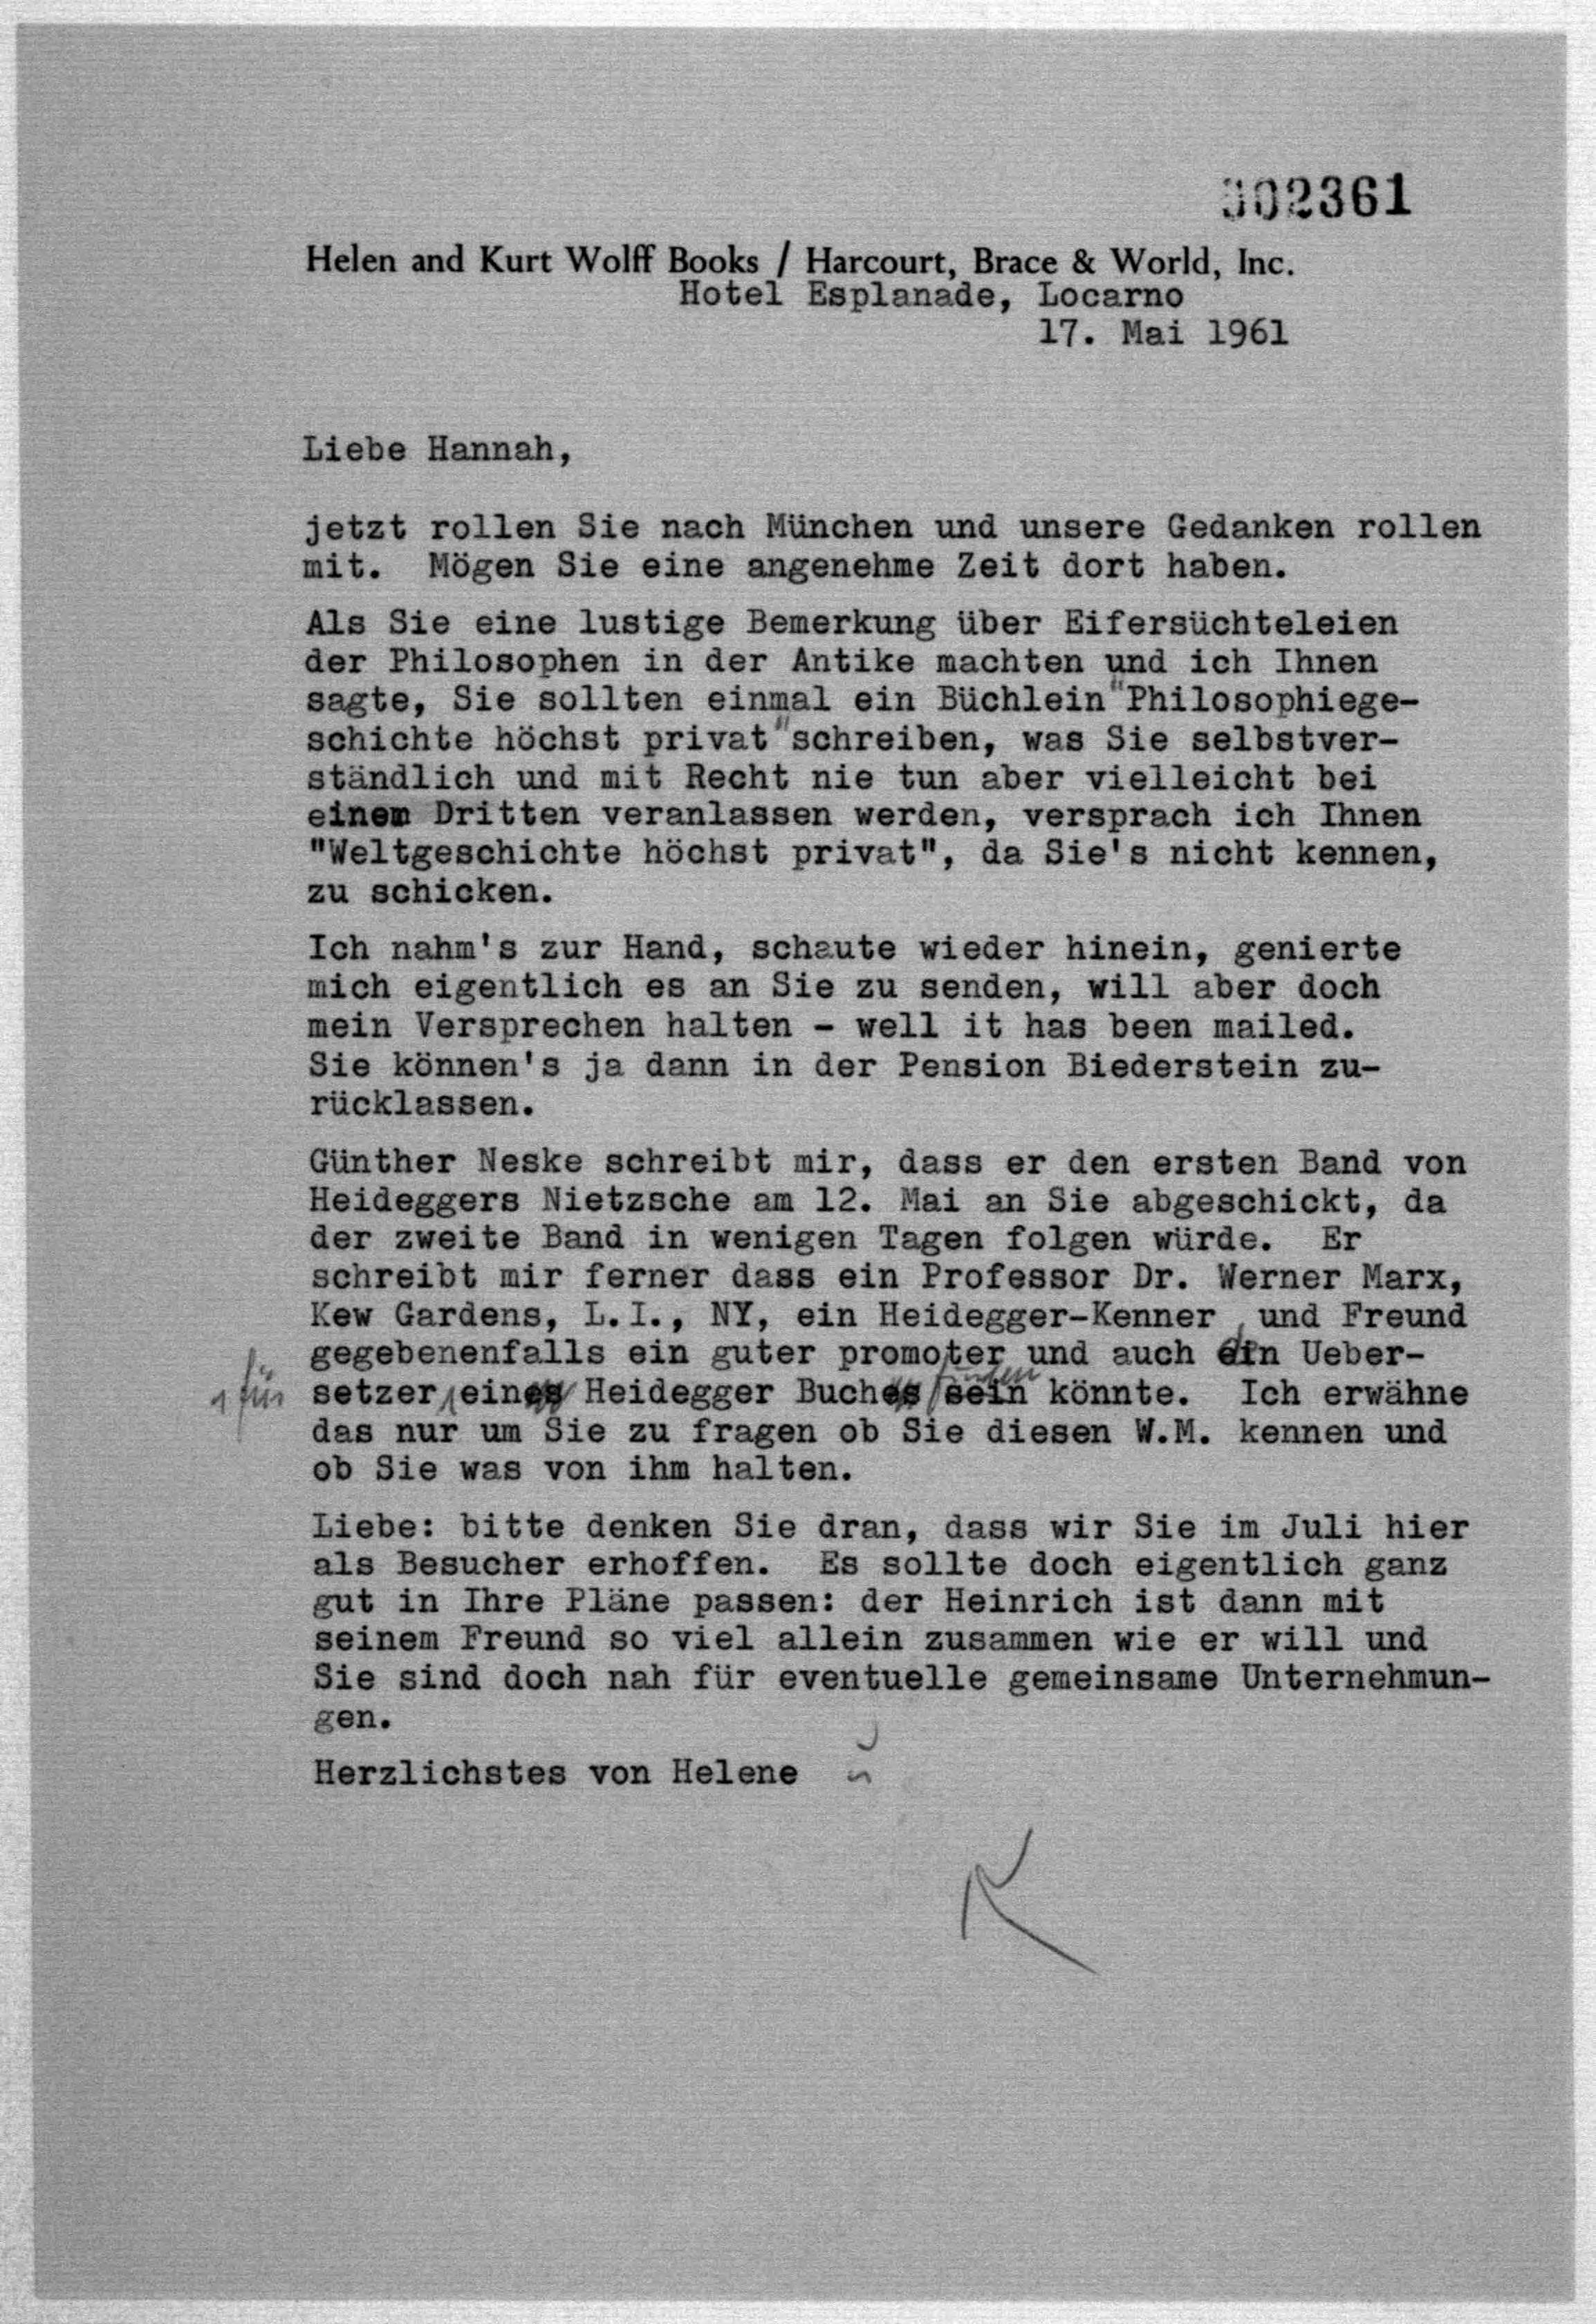 302361
Helen and Kurt Wolff Books / Harcourt, Brace & World, Inc.
Hotel Esplanade, Locarno
17. Mai 1961
Liebe Hannah,
jetzt rollen Sie nach München und unsere Gedanken rollen
mit. Mögen Sie eine angenehme Zeit dort haben.
Als Sie eine lustige Bemerkung über Eifersüchteleien
der Philosophen in der Antike machten und ich Ihnen
sagte, Sie sollten einmal ein Büchlein "Philosophiege-
schichte höchst privat" schreiben, was Sie selbstver-
ständlich und mit Recht nie tun aber vielleicht bei
einem Dritten veranlassen werden, versprach ich Ihnen
"Weltgeschichte höchst privat", da Sie's nicht kennen,
zu schicken.
Ich nahm's zur Hand, schaute wieder hinein, genierte
mich eigentlich es an Sie zu senden, will aber doch
mein Versprechen halten - well it has been mailed.
Sie können's ja dann in der Pension Biederstein zu-
rücklassen.
Günther Neske schreibt mir, dass er den ersten Band von
Heideggers Nietzsche am 12. Mai an Sie abgeschickt, da
der zweite Band in wenigen Tagen folgen würde. Er
schreibt mir ferner dass ein Professor Dr. Werner Marx,
Kew Gardens, L.I., NY, ein Heidegger-Kenner und Freund
gegebenenfalls ein guter promoter und auch ein Ueber-
für setzer eines Heidegger Buches sein finden könnte. Ich erwähne
das nur um Sie zu fragen ob Sie diesen W.M. kennen und
ob Sie was von ihm halten.
Liebe: bitte denken Sie dran, dass wir Sie im Juli hier
als Besucher erhoffen. Es sollte doch eigentlich ganz
gut in Ihre Pläne passen: der Heinrich ist dann mit
seinem Freund so viel allein zusammen wie er will und
Sie sind doch nah für eventuelle gemeinsame Unternehmun-
gen.
Herzlichstes von Helene
K